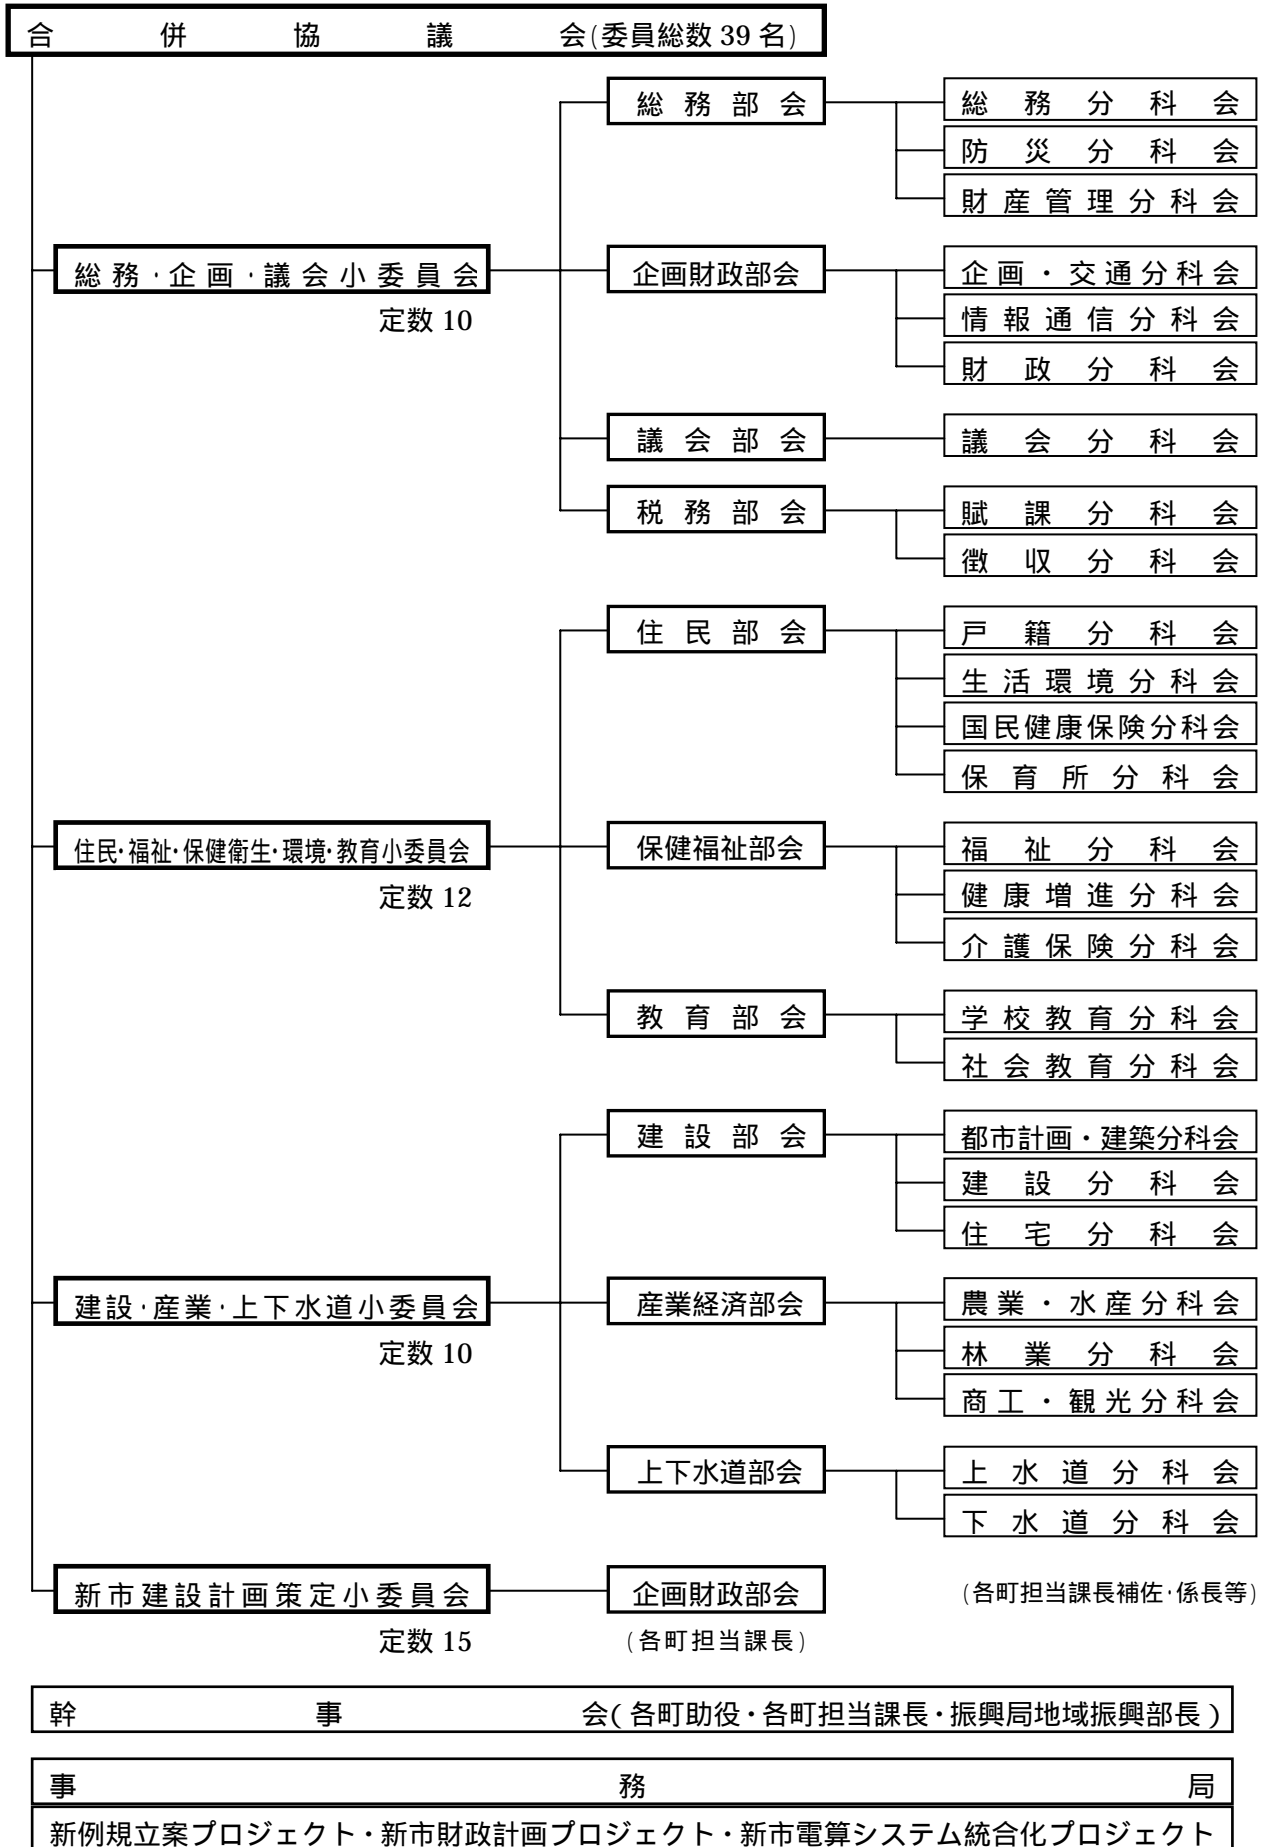 合併協議会(委員総数 39 名)
総務部会
総務分科会
防災分科会
財産管理分科会
総務・企画・議会小委員会
定数 10
企画財政部会
企画・交通分科会
情報通信分科会
財政分科会
議会部会
議会分科会
税務部会
賦課分科会
徴収分科会
住民部会
戸籍分科会
生活環境分科会
国民健康保険分科会
保育所分科会
住民・福祉・保健衛生・環境・教育小委員会
定数 12
保健福祉部会
福祉分科会
健康増進分科会
介護保険分科会
教育部会
学校教育分科会
社会教育分科会
建設部会
都市計画・建築分科会
建設分科会
住宅分科会
建設・産業・上下水道小委員会
定数 10
産業経済部会
農業・水産分科会
林業分科会
商工・観光分科会
上下水道部会
上水道分科会
下水道分科会
新市建設計画策定小委員会
定数 15
企画財政部会
(各町担当課長)
(各町担当課長補佐・係長等)
幹事会(各町助役・各町担当課長・振興局地域振興部長)
事務局
新例規立案プロジェクト・新市財政計画プロジェクト・新市電算システム統合化プロジェクト